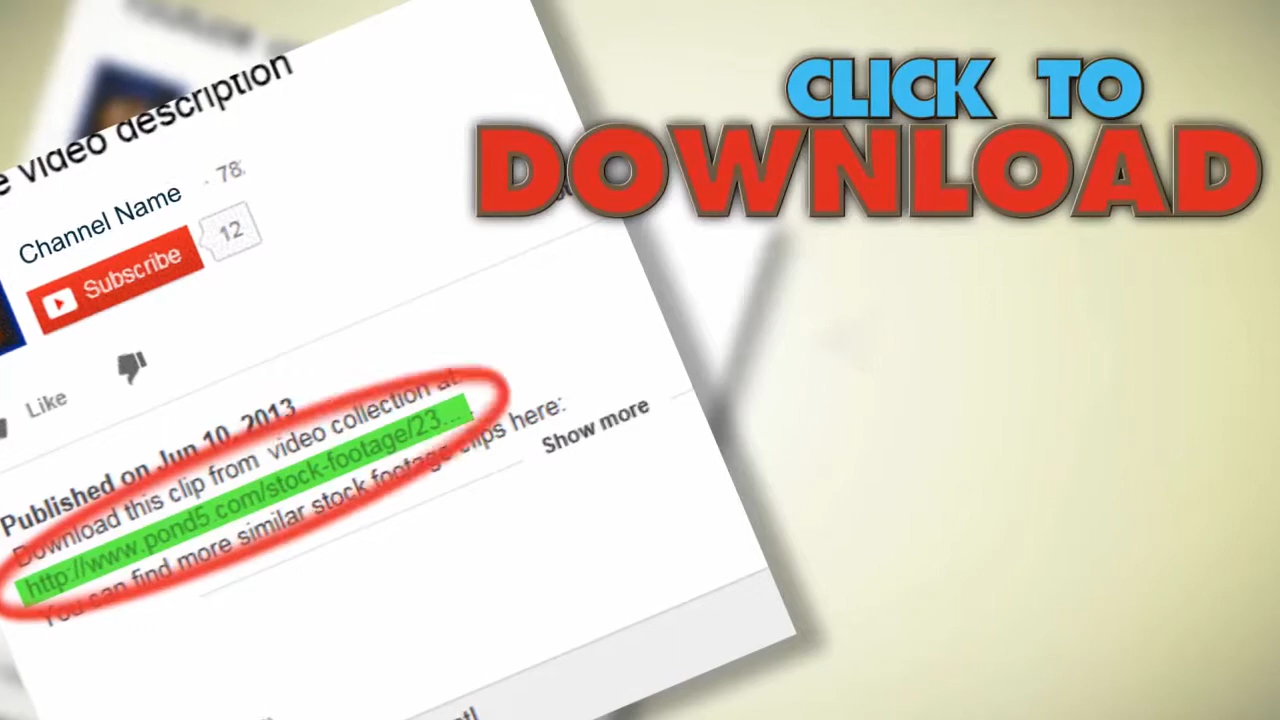 CLICK TO
DOWNLOAD
video description
Channel Name
Subscribe
12
Like
Published on Jun 10, 2013
Download this clip from video collection at
http://www.pond5.com/stock-footage/23...
You can find more similar stock footage clips here:
Show more